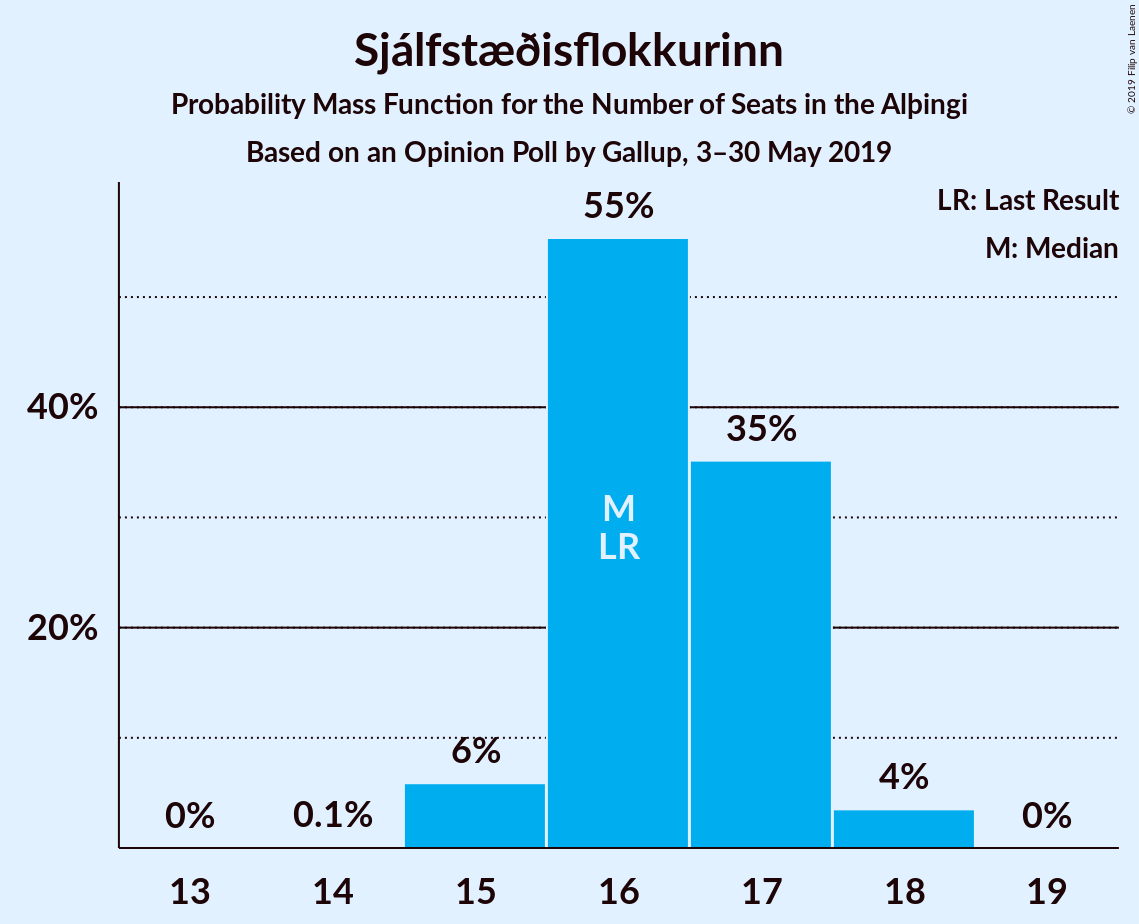 Sjálfstæðisflokkurinn
Probability Mass Function for the Number of Seats in the Alþingi
Based on an Opinion Poll by Gallup, 3–30 May 2019
© 2019 Filip van Laenen
LR: Last Result
M: Median
55%
40%
35%
M
LR
20%
6%
4%
0%
0.1%
0%
13
14
15
16
17
18
19